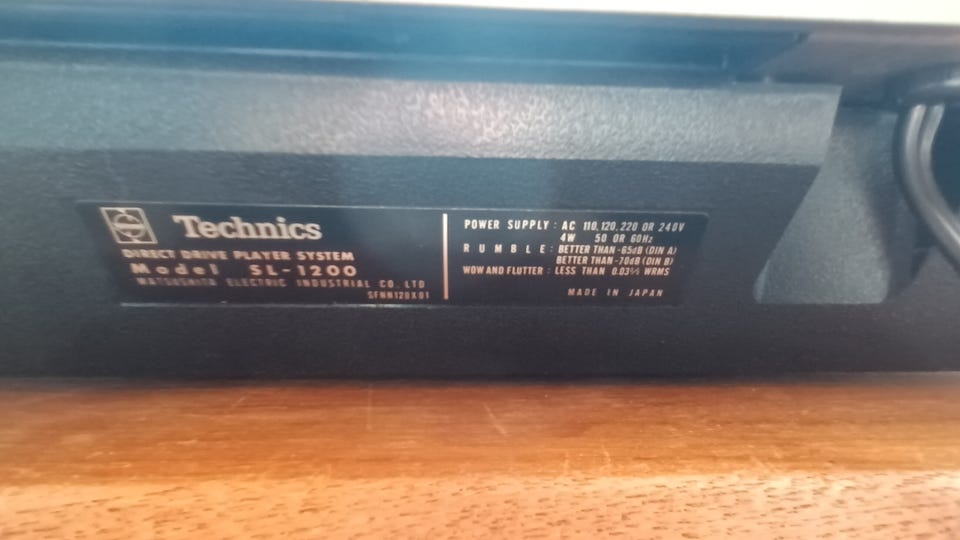 Technics
DIRECT DRIVE PLAYER SYSTEM
Model SL-1200
MATSUSHITA ELECTRIC INDUSTRIAL CO. LTD
SFNN120X01
POWER SUPPLY : AC 110, 120, 220 OR 240V
4W 50 OR 60Hz
RUMBLE : BETTER THAN -65dB (DIN A)
BETTER THAN -70dB (DIN B)
WOW AND FLUTTER : LESS THAN 0.03% WRMS
MADE IN JAPAN